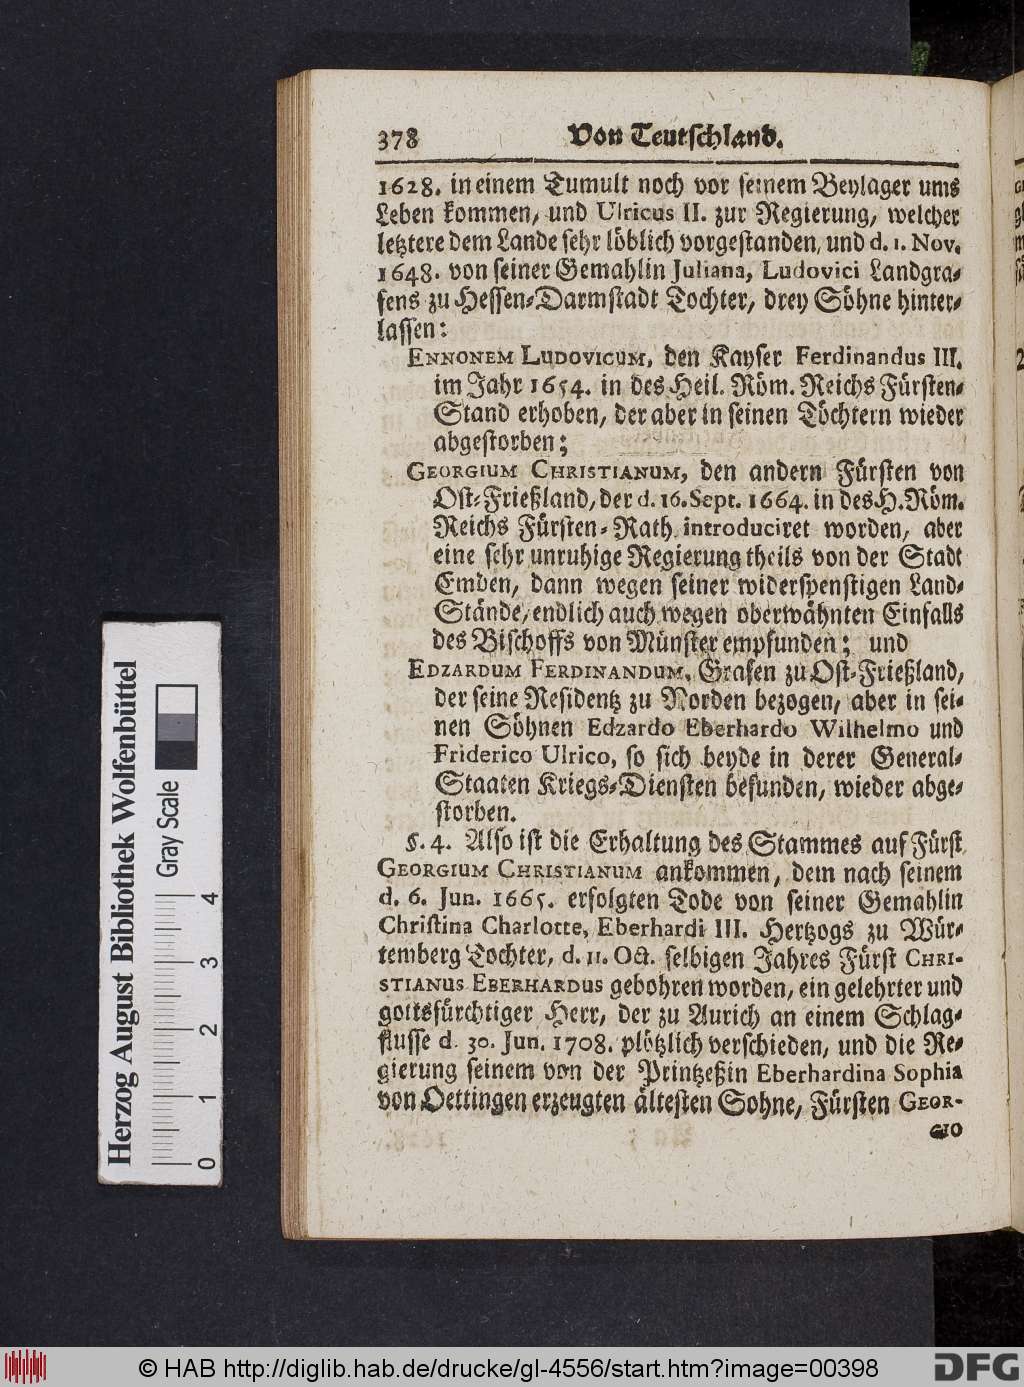 378 Von Teutschland.
1628. in einem Tumult noch vor seinem Beylager ums
Leben kommen, und Ulricus II. zur Regierung, welcher
letztere dem Lande sehr löblich vorgestanden, und d. 1. Nov.
1648. von seiner Gemahlin Juliana, Ludovici Landgra-
fens zu Hessen-Darmstadt Tochter, drey Söhne hinter-
lassen:
ENNONEM LUDOVICUM, den Kayser Ferdinandus III.
im Jahr 1654. in des Heil. Röm. Reichs Fürsten-
Stand erhoben, der aber in seinen Töchtern wieder
abgestorben;
GEORGIUM CHRISTIANUM, den andern Fürsten von
Ost-Frießland, der d. 16. Sept. 1664. in des H. Röm.
Reichs Fürsten-Rath introduciret worden, aber
eine sehr unruhige Regierung theils von der Stadt
Emden, dann wegen seiner widerspenstigen Land-
Stände, endlich auch wegen oberwähnten Einfalls
des Bischoffs von Münster empfunden; und
EDZARDUM FERDINANDUM, Grafen zu Ost-Frießland,
der seine Residentz zu Norden bezogen, aber in sei-
nen Söhnen Edzardo Eberhardo Wilhelmo und
Friderico Ulrico, so sich beyde in derer General-
Staaten Kriegs-Diensten befunden, wieder abge-
storben.
§. 4. Also ist die Erhaltung des Stammes auf Fürst
GEORGIUM CHRISTIANUM ankommen, dem nach seinem
d. 6. Jun. 1665. erfolgten Tode von seiner Gemahlin
Christina Charlotte, Eberhardi III. Hertzogs zu Wür-
temberg Tochter, d. 11. Oct. selbigen Jahres Fürst CHRI-
STIANUS EBERHARDUS gebohren worden, ein gelehrter und
gottsfürchtiger Herr, der zu Aurich an einem Schlag-
flusse d. 30. Jun. 1708. plötzlich verschieden, und die Re-
gierung seinem von der Printzeßin Eberhardina Sophia
von Oettingen erzeugten ältesten Sohne, Fürsten GEOR-
GIO
Herzog August Bibliothek Wolfenbüttel
Gray Scale
0 1 2 3 4
© HAB http://diglib.hab.de/drucke/gl-4556/start.htm?image=00398
DFG